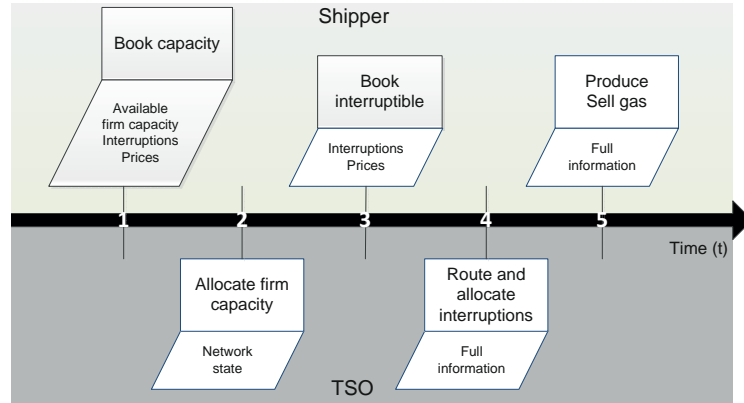 Shipper
Book capacity
Available
firm capacity
Interruptions
Prices
Book
interruptible
Interruptions
Prices
Produce
Sell gas
Full
information
1
2
3
4
5
Time (t)
Allocate firm
capacity
Network
state
Route and
allocate
interruptions
Full
information
TSO